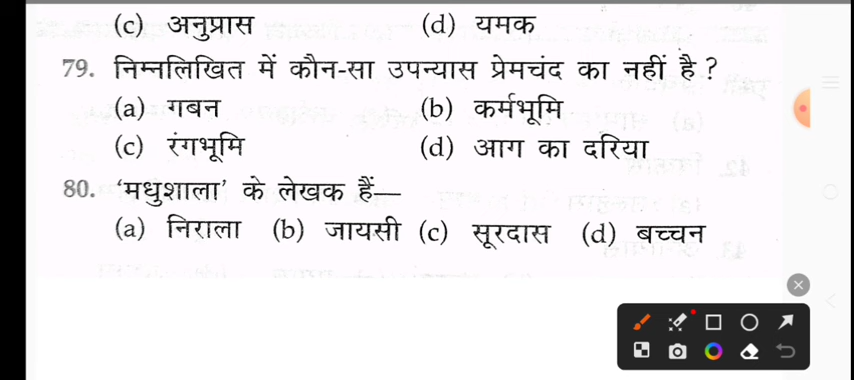 (c) अनुप्रास (d) यमक
79. निम्नलिखित में कौन-सा उपन्यास प्रेमचंद का नहीं है ?
(a) गबन (b) कर्मभूमि
(c) रंगभूमि (d) आग का दरिया
80. ‘मधुशाला’ के लेखक हैं—
(a) निराला (b) जायसी (c) सूरदास (d) बच्चन